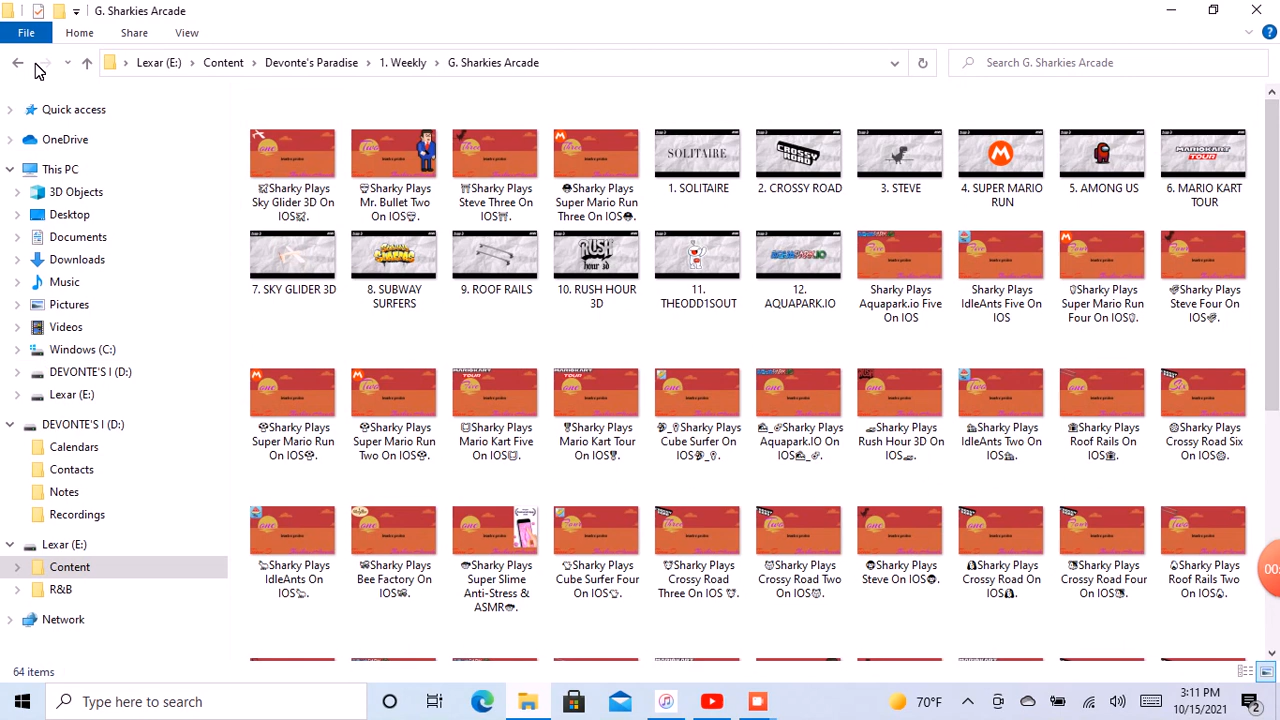 G. Sharkies Arcade
File Home Share View
Lexar (E:) Content Devonte's Paradise 1. Weekly G. Sharkies Arcade
Search G. Sharkies Arcade
Quick access
OneDrive
This PC
3D Objects
Desktop
Documents
Downloads
Music
Pictures
Videos
Windows (C:)
DEVONTE'S I (D:)
Lexar (E:)
DEVONTE'S I (D:)
Calendars
Contacts
Notes
Recordings
Lexar (E:)
Content
R&B
Network
Sharky Plays
Sky Glider 3D On
IOS
Sharky Plays
Mr. Bullet Two
On IOS
Sharky Plays
Steve Three On
IOS
Sharky Plays
Super Mario Run
Three On IOS
SOLITAIRE
1. SOLITAIRE
CROSSY ROAD
2. CROSSY ROAD
3. STEVE
4. SUPER MARIO
RUN
5. AMONG US
MARIOKART TOUR
6. MARIO KART
TOUR
7. SKY GLIDER 3D
SUBWAY SURFERS
8. SUBWAY
SURFERS
9. ROOF RAILS
RUSH hour 3D
10. RUSH HOUR
3D
11.
THEODD1SOUT
AQUAPARK.IO
12.
AQUAPARK.IO
Sharky Plays
Aquapark.io Five
On IOS
Sharky Plays
IdleAnts Five On
IOS
Sharky Plays
Super Mario Run
Four On IOS
Sharky Plays
Steve Four On
IOS
Sharky Plays
Super Mario Run
On IOS
Sharky Plays
Super Mario Run
Two On IOS
Sharky Plays
Mario Kart Five
On IOS
Sharky Plays
Mario Kart Tour
On IOS
Sharky Plays
Cube Surfer On
IOS
Sharky Plays
Aquapark.IO On
IOS
Sharky Plays
Rush Hour 3D On
IOS
Sharky Plays
IdleAnts Two On
IOS
Sharky Plays
Roof Rails On
IOS
Sharky Plays
Crossy Road Six
On IOS
Sharky Plays
IdleAnts On
IOS
Sharky Plays
Bee Factory On
IOS
Sharky Plays
Super Slime
Anti-Stress &
ASMR
Sharky Plays
Cube Surfer Four
On IOS
Sharky Plays
Crossy Road
Three On IOS
Sharky Plays
Crossy Road Two
On IOS
Sharky Plays
Steve On IOS
Sharky Plays
Crossy Road On
IOS
Sharky Plays
Crossy Road Four
On IOS
Sharky Plays
Roof Rails Two
On IOS
00:
64 items
Type here to search
70°F
3:11 PM
10/15/2021
2